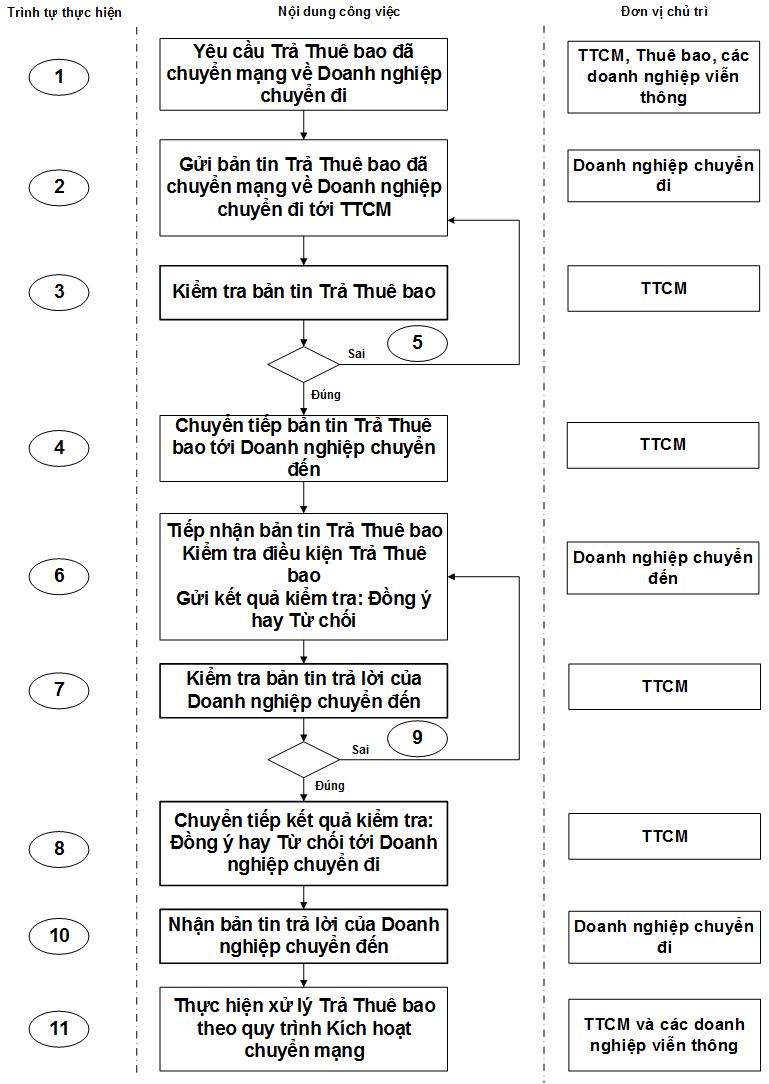 Trình tự thực hiện
Nội dung công việc
Đơn vị chủ trì
1
Yêu cầu Trả Thuê bao đã
chuyển mạng về Doanh nghiệp
chuyển đi
TTCM, Thuê bao, các
doanh nghiệp viễn
thông
2
Gửi bản tin Trả Thuê bao đã
chuyển mạng về Doanh nghiệp
chuyển đi tới TTCM
Doanh nghiệp chuyển
đi
3
Kiểm tra bản tin Trả Thuê bao
TTCM
5
Sai
Đúng
4
Chuyển tiếp bản tin Trả Thuê
bao tới Doanh nghiệp chuyển
đến
TTCM
6
Tiếp nhận bản tin Trả Thuê bao
Kiểm tra điều kiện Trả Thuê
bao
Gửi kết quả kiểm tra: Đồng ý
hay Từ chối
Doanh nghiệp chuyển
đến
7
Kiểm tra bản tin trả lời của
Doanh nghiệp chuyển đến
TTCM
9
Sai
Đúng
8
Chuyển tiếp kết quả kiểm tra:
Đồng ý hay Từ chối tới Doanh
nghiệp chuyển đi
TTCM
10
Nhận bản tin trả lời của Doanh
nghiệp chuyển đến
Doanh nghiệp chuyển
đi
11
Thực hiện xử lý Trả Thuê bao
theo quy trình Kích hoạt
chuyển mạng
TTCM và các doanh
nghiệp viễn thông